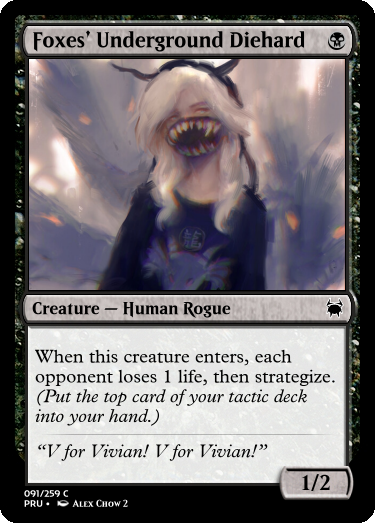 Foxes’ Underground Diehard
Creature — Human Rogue
When this creature enters, each
opponent loses 1 life, then strategize.
(Put the top card of your tactic deck
into your hand.)
“V for Vivian! V for Vivian!”
1/2
091/259 C
PRU • Alex Chow 2